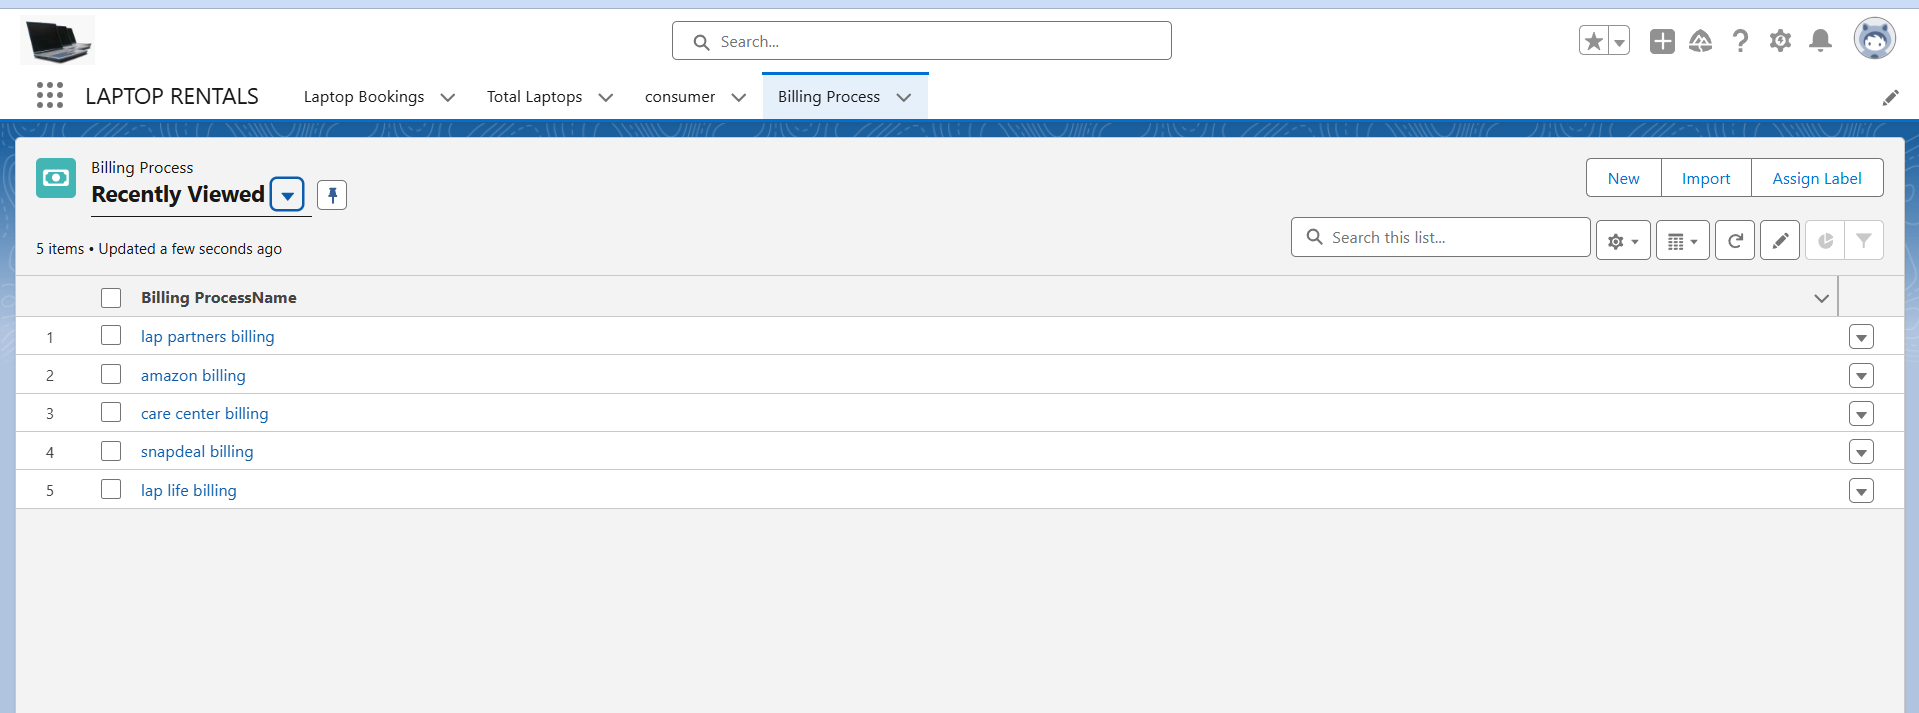 Search...
LAPTOP RENTALS
Laptop Bookings
Total Laptops
consumer
Billing Process
Billing Process
Recently Viewed
New
Import
Assign Label
5 items • Updated a few seconds ago
Search this list...
Billing ProcessName
1 lap partners billing
2 amazon billing
3 care center billing
4 snapdeal billing
5 lap life billing